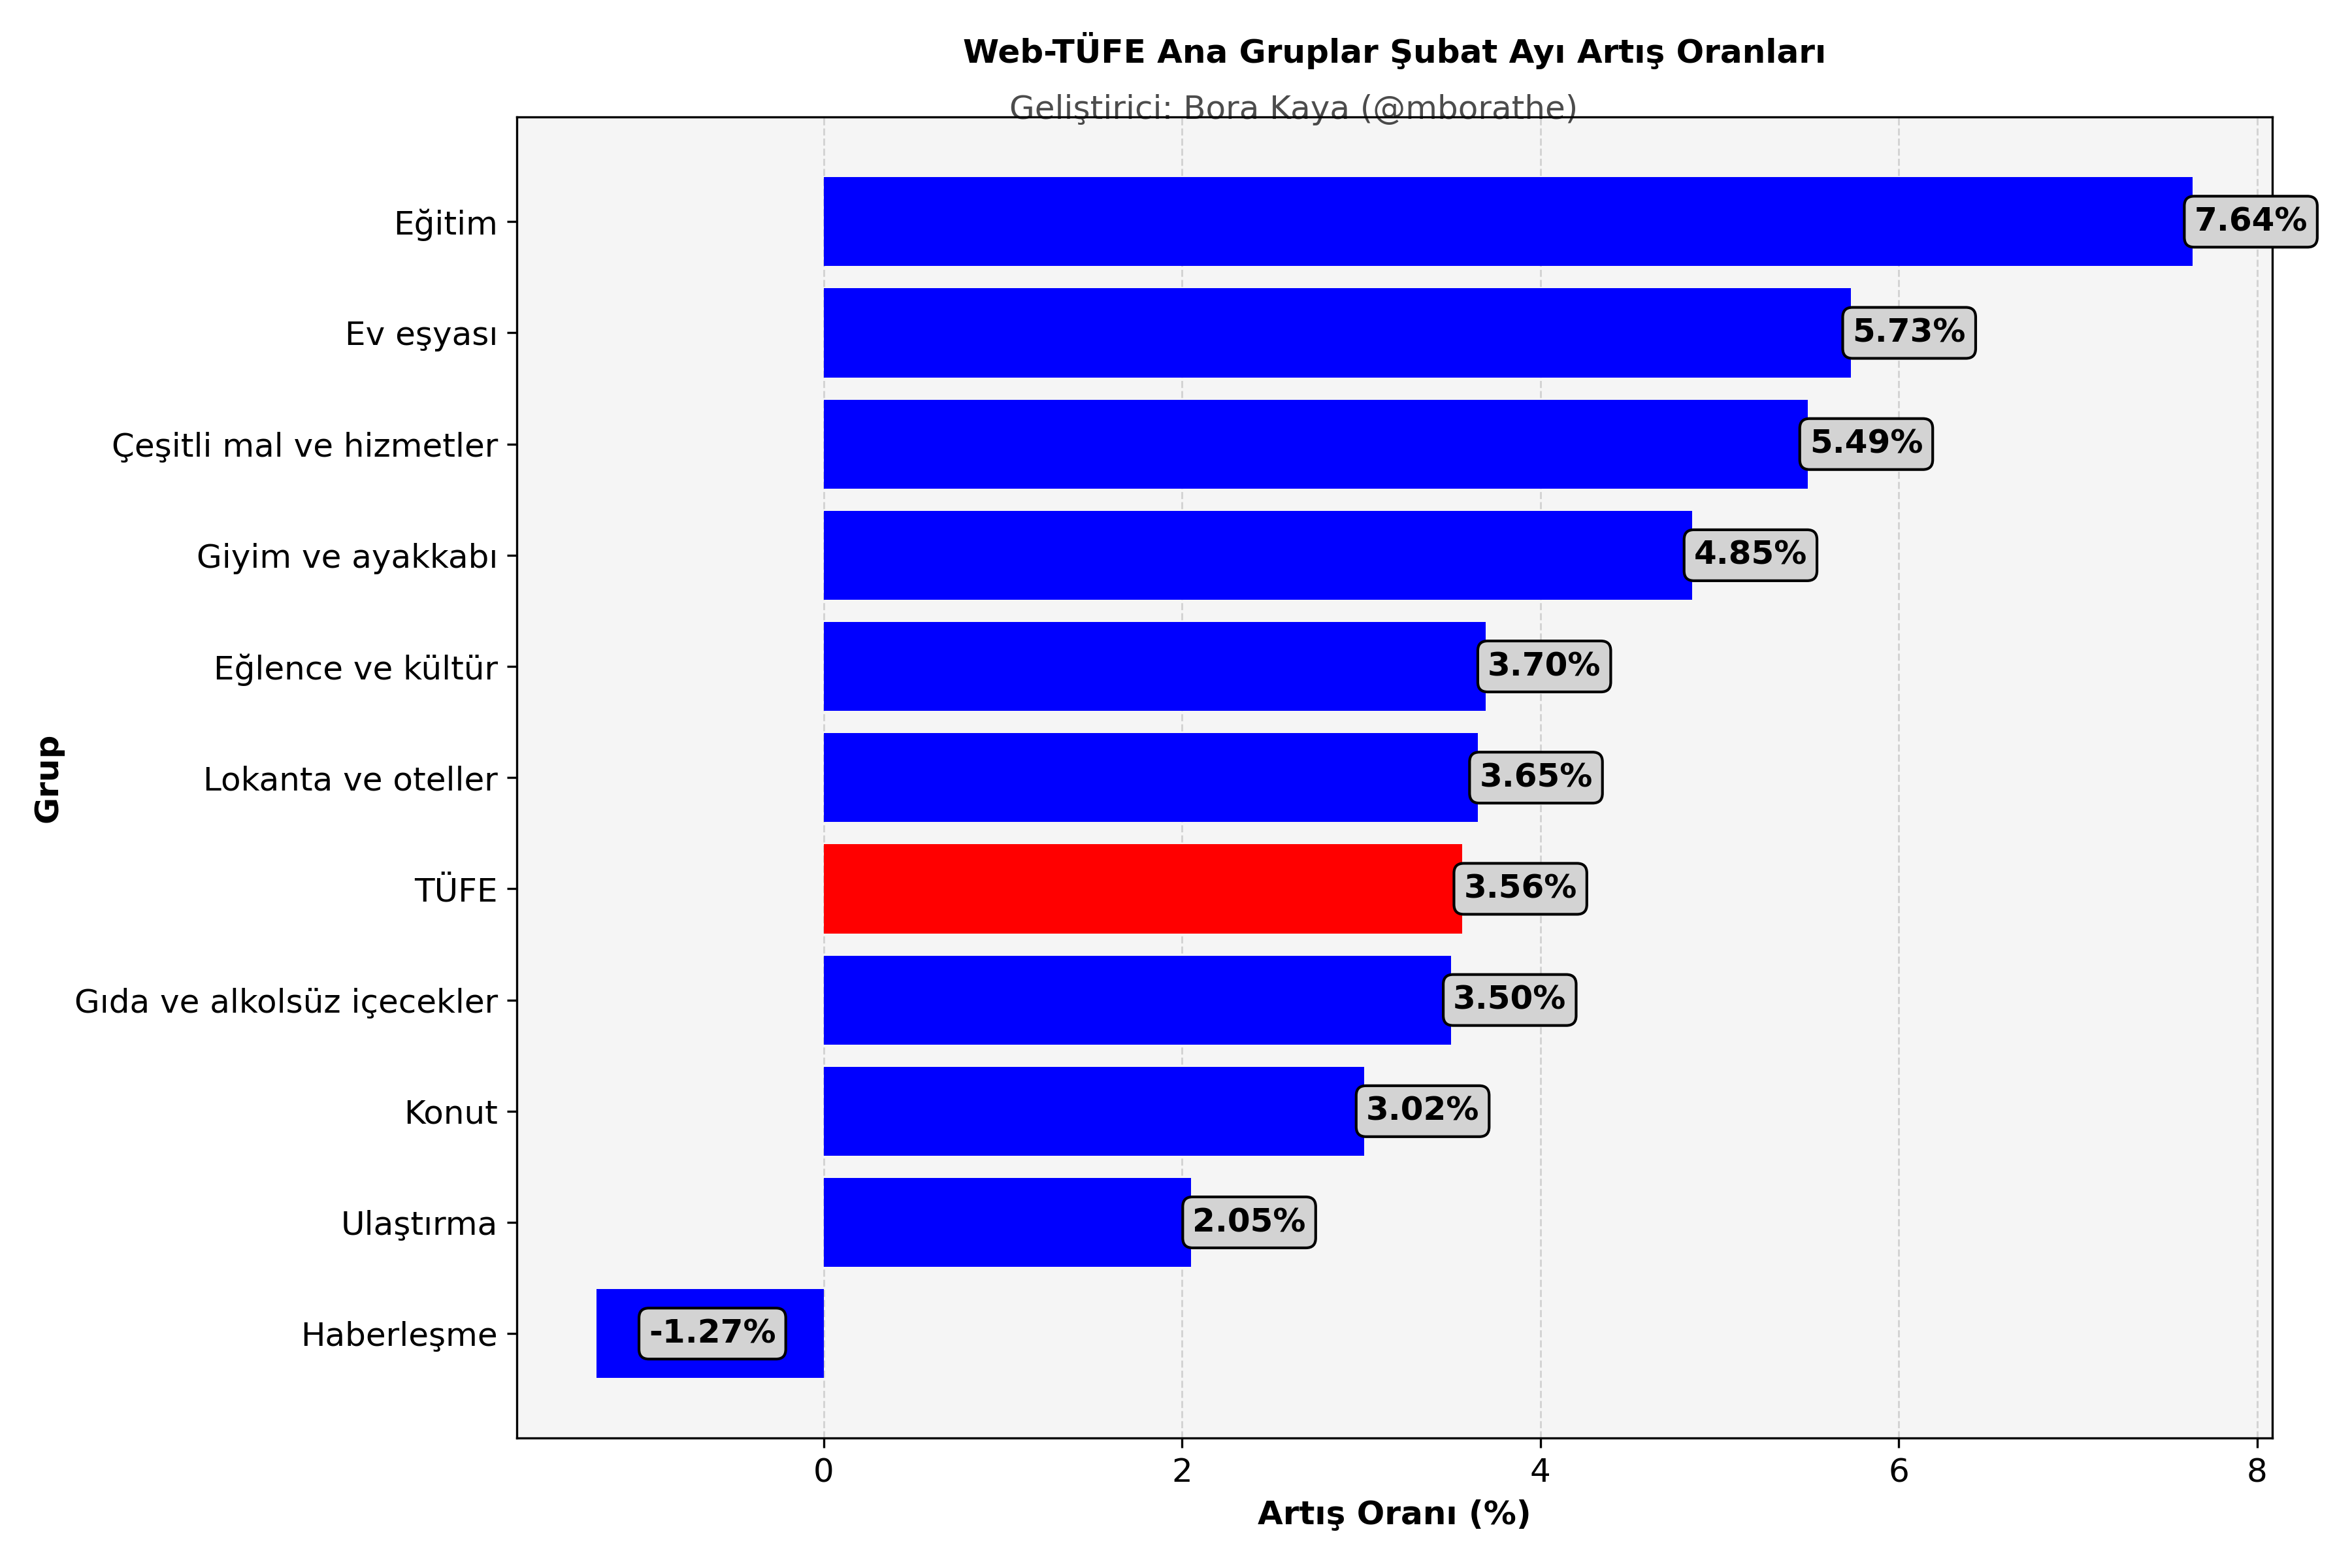 Web-TÜFE Ana Gruplar Şubat Ayı Artış Oranları
Geliştirici: Bora Kaya (@mborathe)
Eğitim 7.64%
Ev eşyası 5.73%
Çeşitli mal ve hizmetler 5.49%
Giyim ve ayakkabı 4.85%
Eğlence ve kültür 3.70%
Lokanta ve oteller 3.65%
TÜFE 3.56%
Gıda ve alkolsüz içecekler 3.50%
Konut 3.02%
Ulaştırma 2.05%
Haberleşme -1.27%
Grup
0 2 4 6 8
Artış Oranı (%)